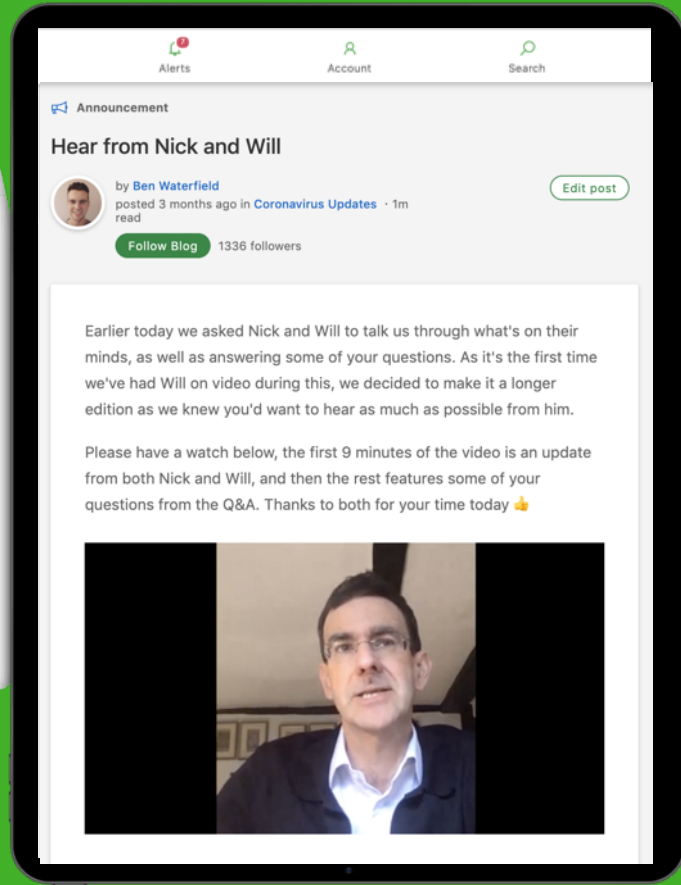 7
Alerts
Account
Search
Announcement
Hear from Nick and Will
by Ben Waterfield
posted 3 months ago in Coronavirus Updates · 1m
read
Edit post
Follow Blog
1336 followers
Earlier today we asked Nick and Will to talk us through what's on their
minds, as well as answering some of your questions. As it's the first time
we've had Will on video during this, we decided to make it a longer
edition as we knew you'd want to hear as much as possible from him.
Please have a watch below, the first 9 minutes of the video is an update
from both Nick and Will, and then the rest features some of your
questions from the Q&A. Thanks to both for your time today 👍